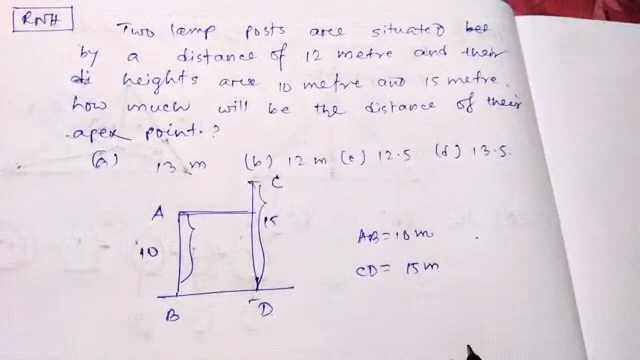 RNH
Two lamp posts are situated
by a distance of 12 metre and their
heights are 10 metre and 15 metre.
how much will be the distance of their
apex point.?
(a) 13 m (b) 12 m (c) 12.5 (d) 13.5
C
A
15
10
AB = 10 m
CD = 15 m
B D